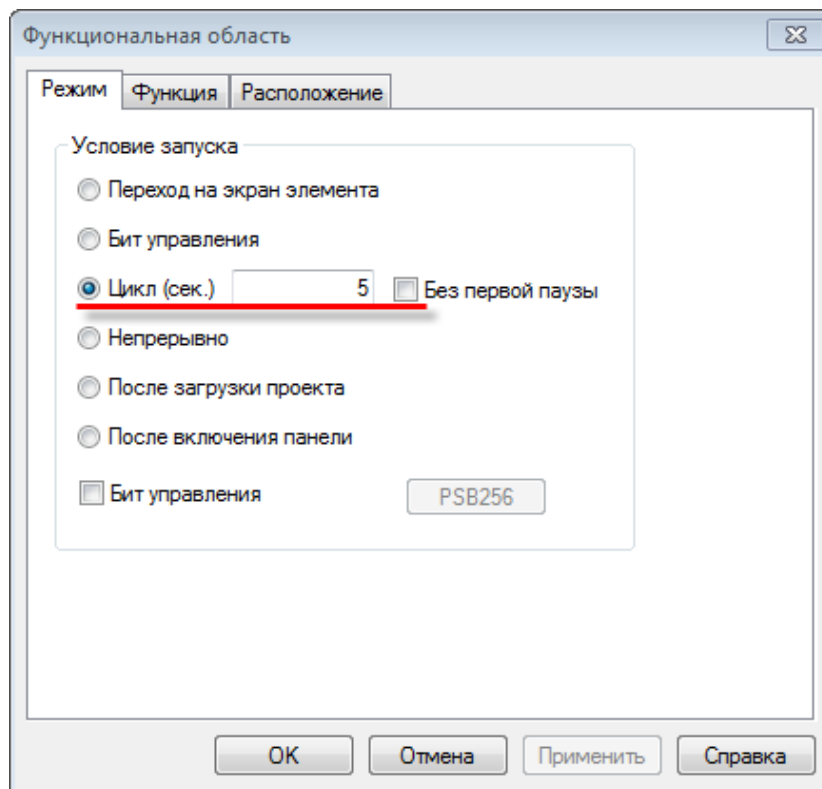 Функциональная область
Режим Функция Расположение
Условие запуска
Переход на экран элемента
Бит управления
Цикл (сек.) 5 Без первой паузы
Непрерывно
После загрузки проекта
После включения панели
Бит управления PSB256
OK Отмена Применить Справка